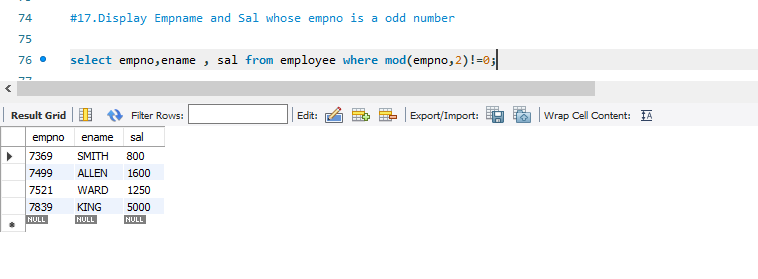 74 #17.Display Empname and Sal whose empno is a odd number
75
76 select empno,ename , sal from employee where mod(empno,2)!=0;
77
Result Grid Filter Rows: Edit: Export/Import: Wrap Cell Content: IA
empno ename sal
7369 SMITH 800
7499 ALLEN 1600
7521 WARD 1250
7839 KING 5000
NULL NULL NULL